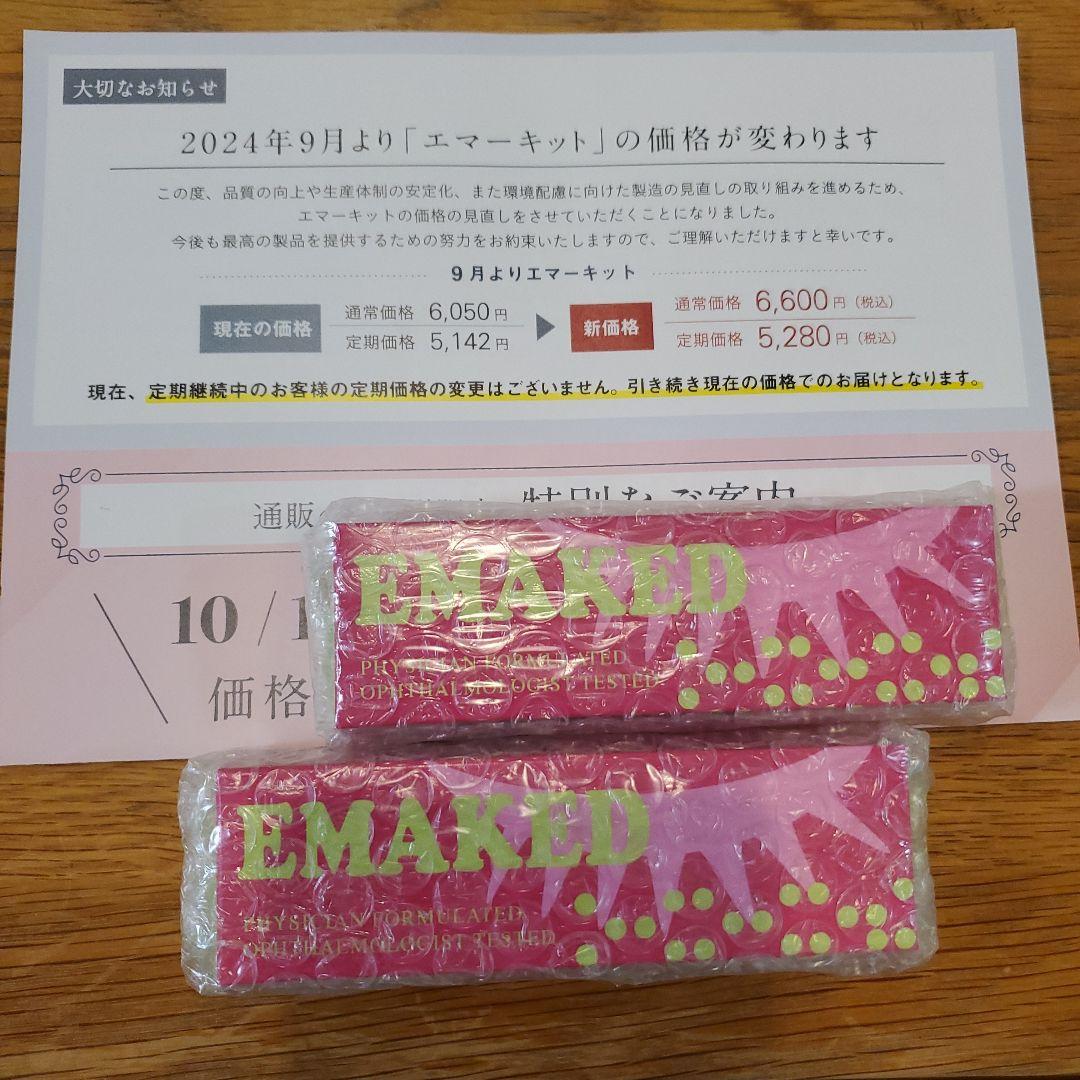 大切なお知らせ
2024年9月より「エマーキット」の価格が変わります
この度、品質の向上や生産体制の安定化、また環境配慮に向けた製造の見直しの取り組みを進めるため、
エマーキットの価格の見直しをさせていただくことになりました。
今後も最高の製品を提供するための努力をお約束いたしますので、ご理解いただけますと幸いです。
9月よりエマーキット
現在の価格 通常価格 6,050円 新価格 通常価格 6,600円(税込)
定期価格 5,142円 定期価格 5,280円(税込)
現在、定期継続中のお客様の定期価格の変更はございません。引き続き現在の価格でのお届けとなります。
通販 特別なご案内
10/1
価格
EMAKED
PHYSICIAN FORMULATED
OPHTHALMOLOGIST TESTED
EMAKED
PHYSICIAN FORMULATED
OPHTHALMOLOGIST TESTED